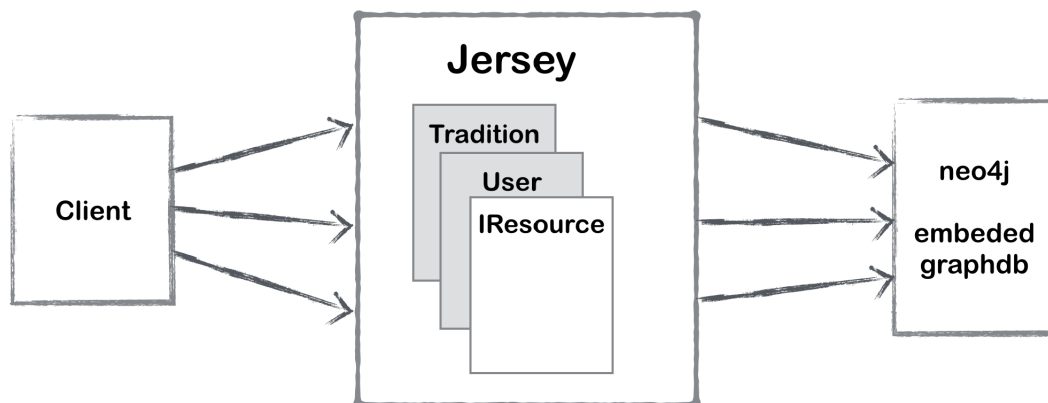 Jersey
Client
Tradition
User
IResource
neo4j
embeded
graphdb